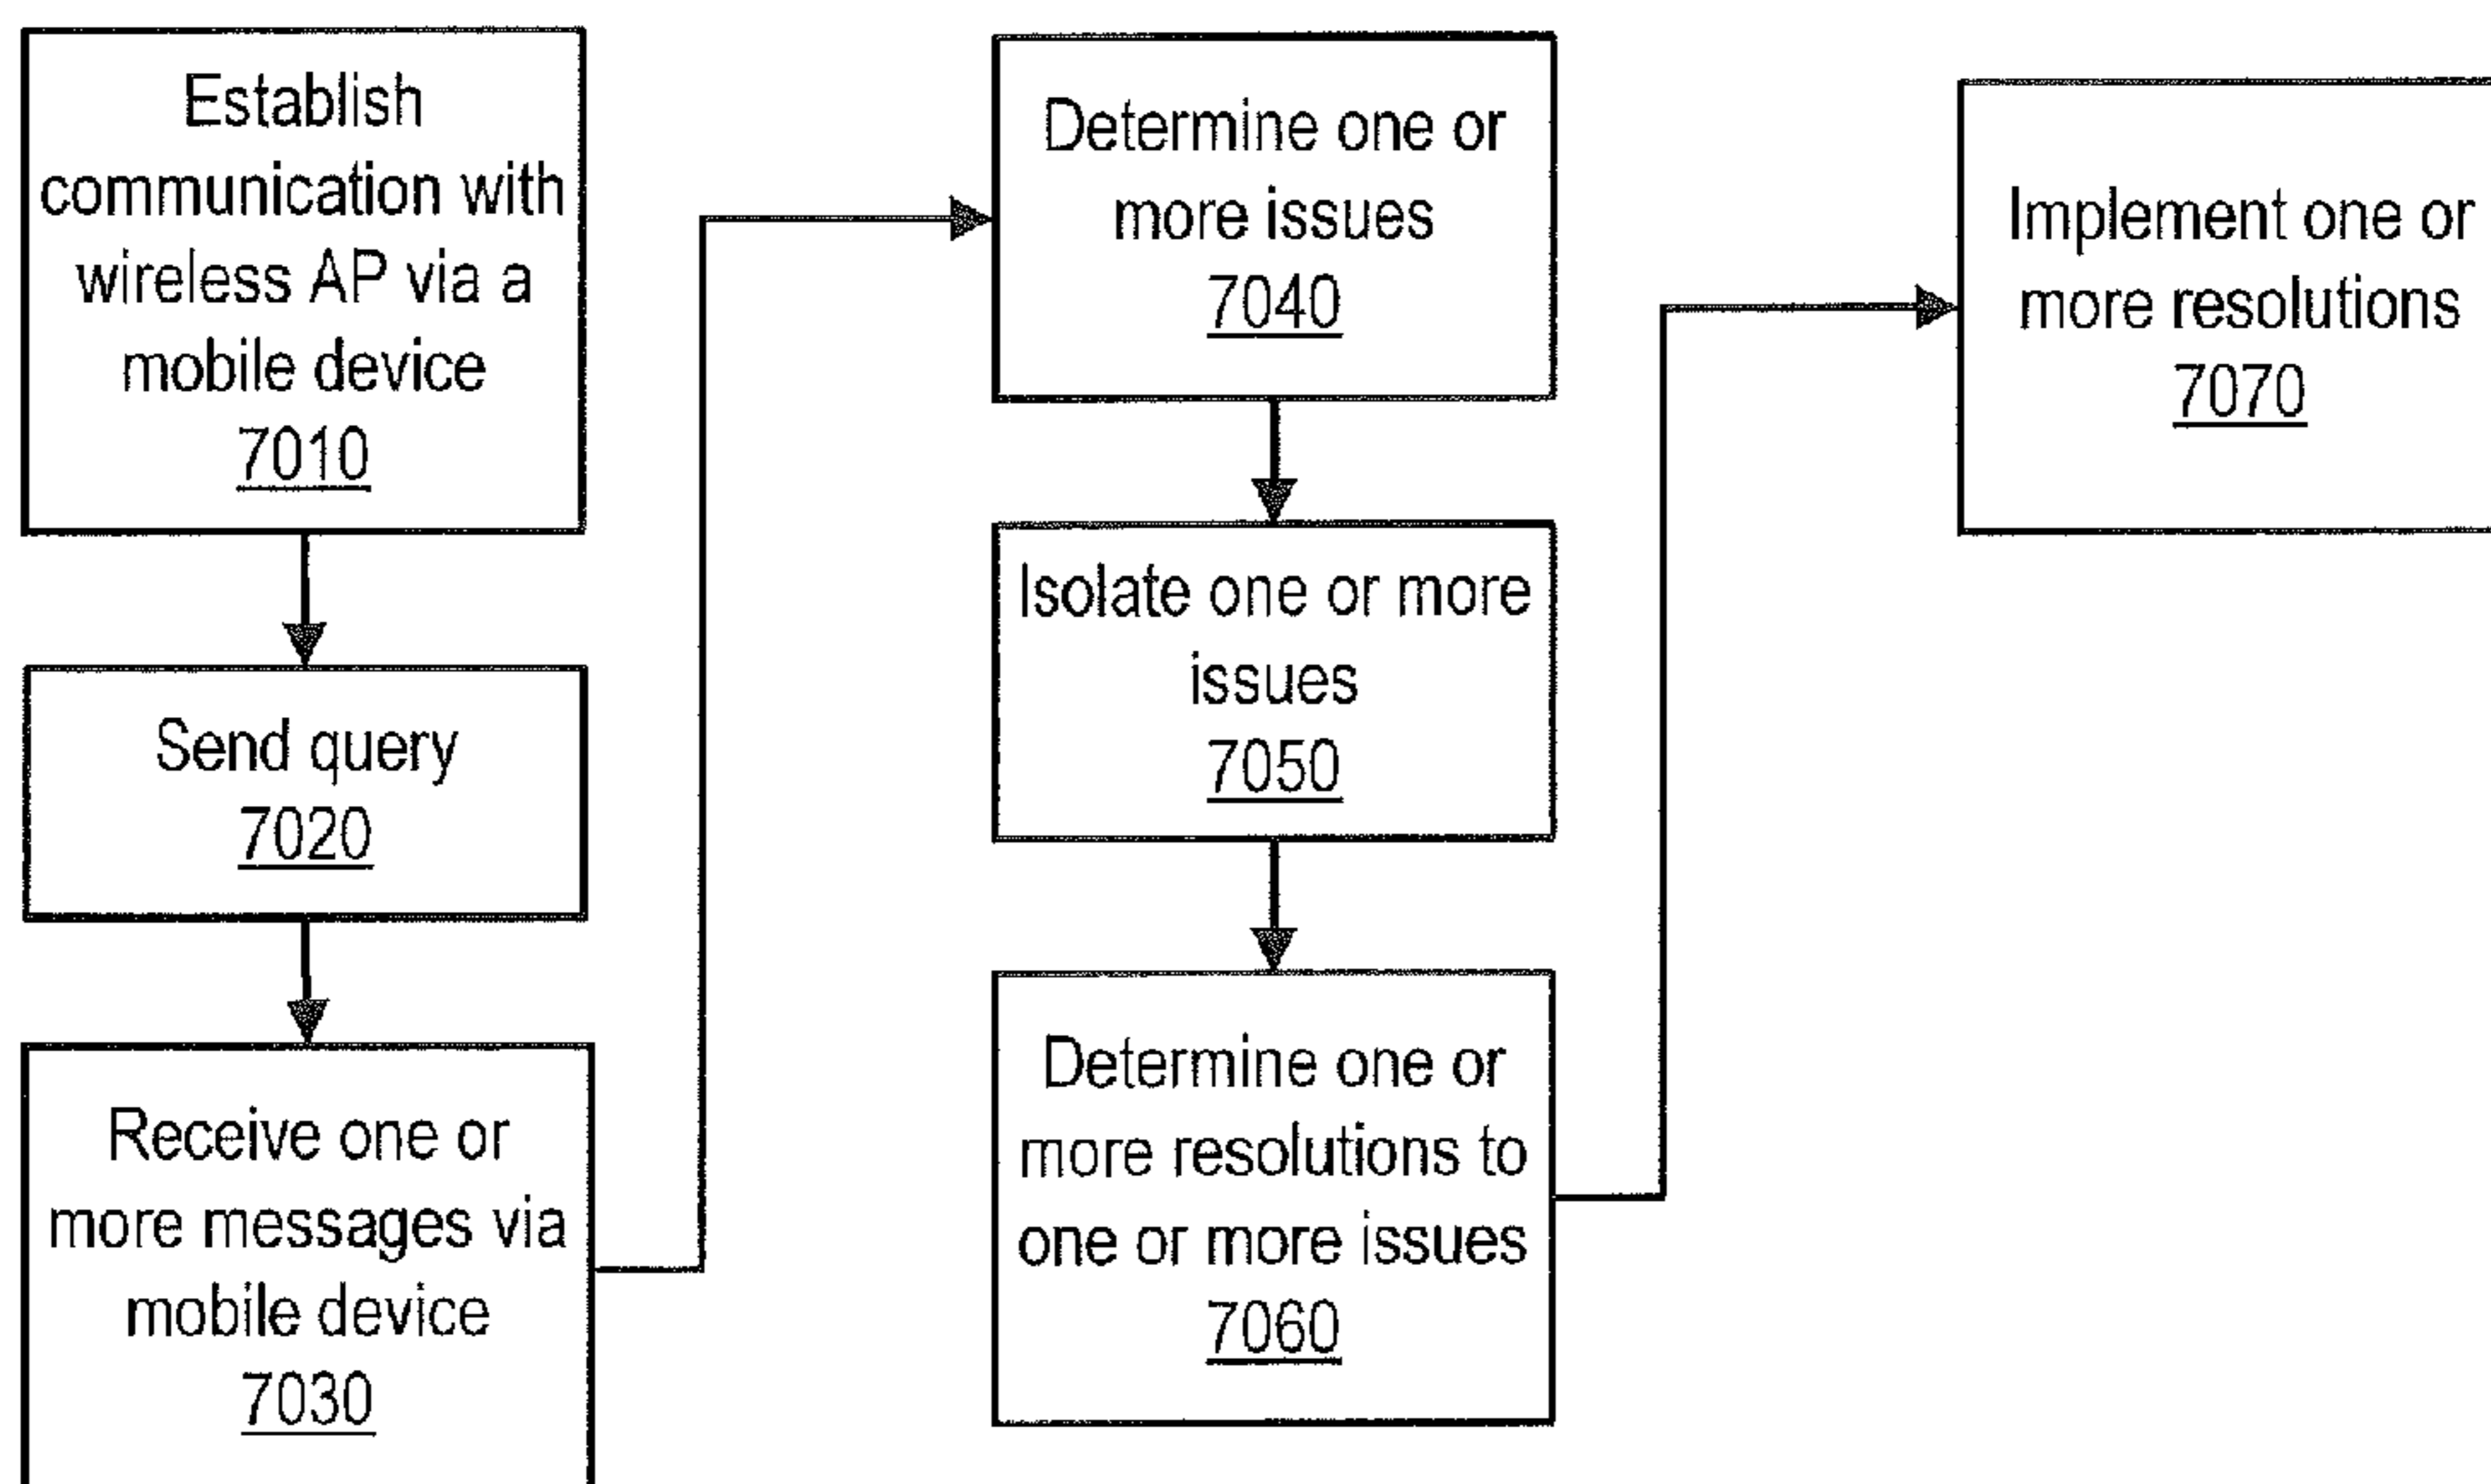 Establish
communication with
wireless AP via a
mobile device
7010
Send query
7020
Receive one or
more messages via
mobile device
7030
Determine one or
more issues
7040
Isolate one or more
issues
7050
Determine one or
more resolutions to
one or more issues
7060
Implement one or
more resolutions
7070